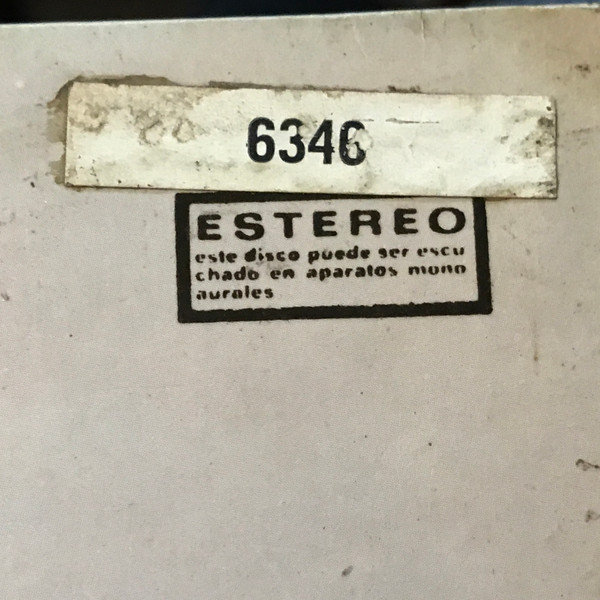 6346
ESTEREO
este disco puede ser escu
chado en aparatos mono
aurales